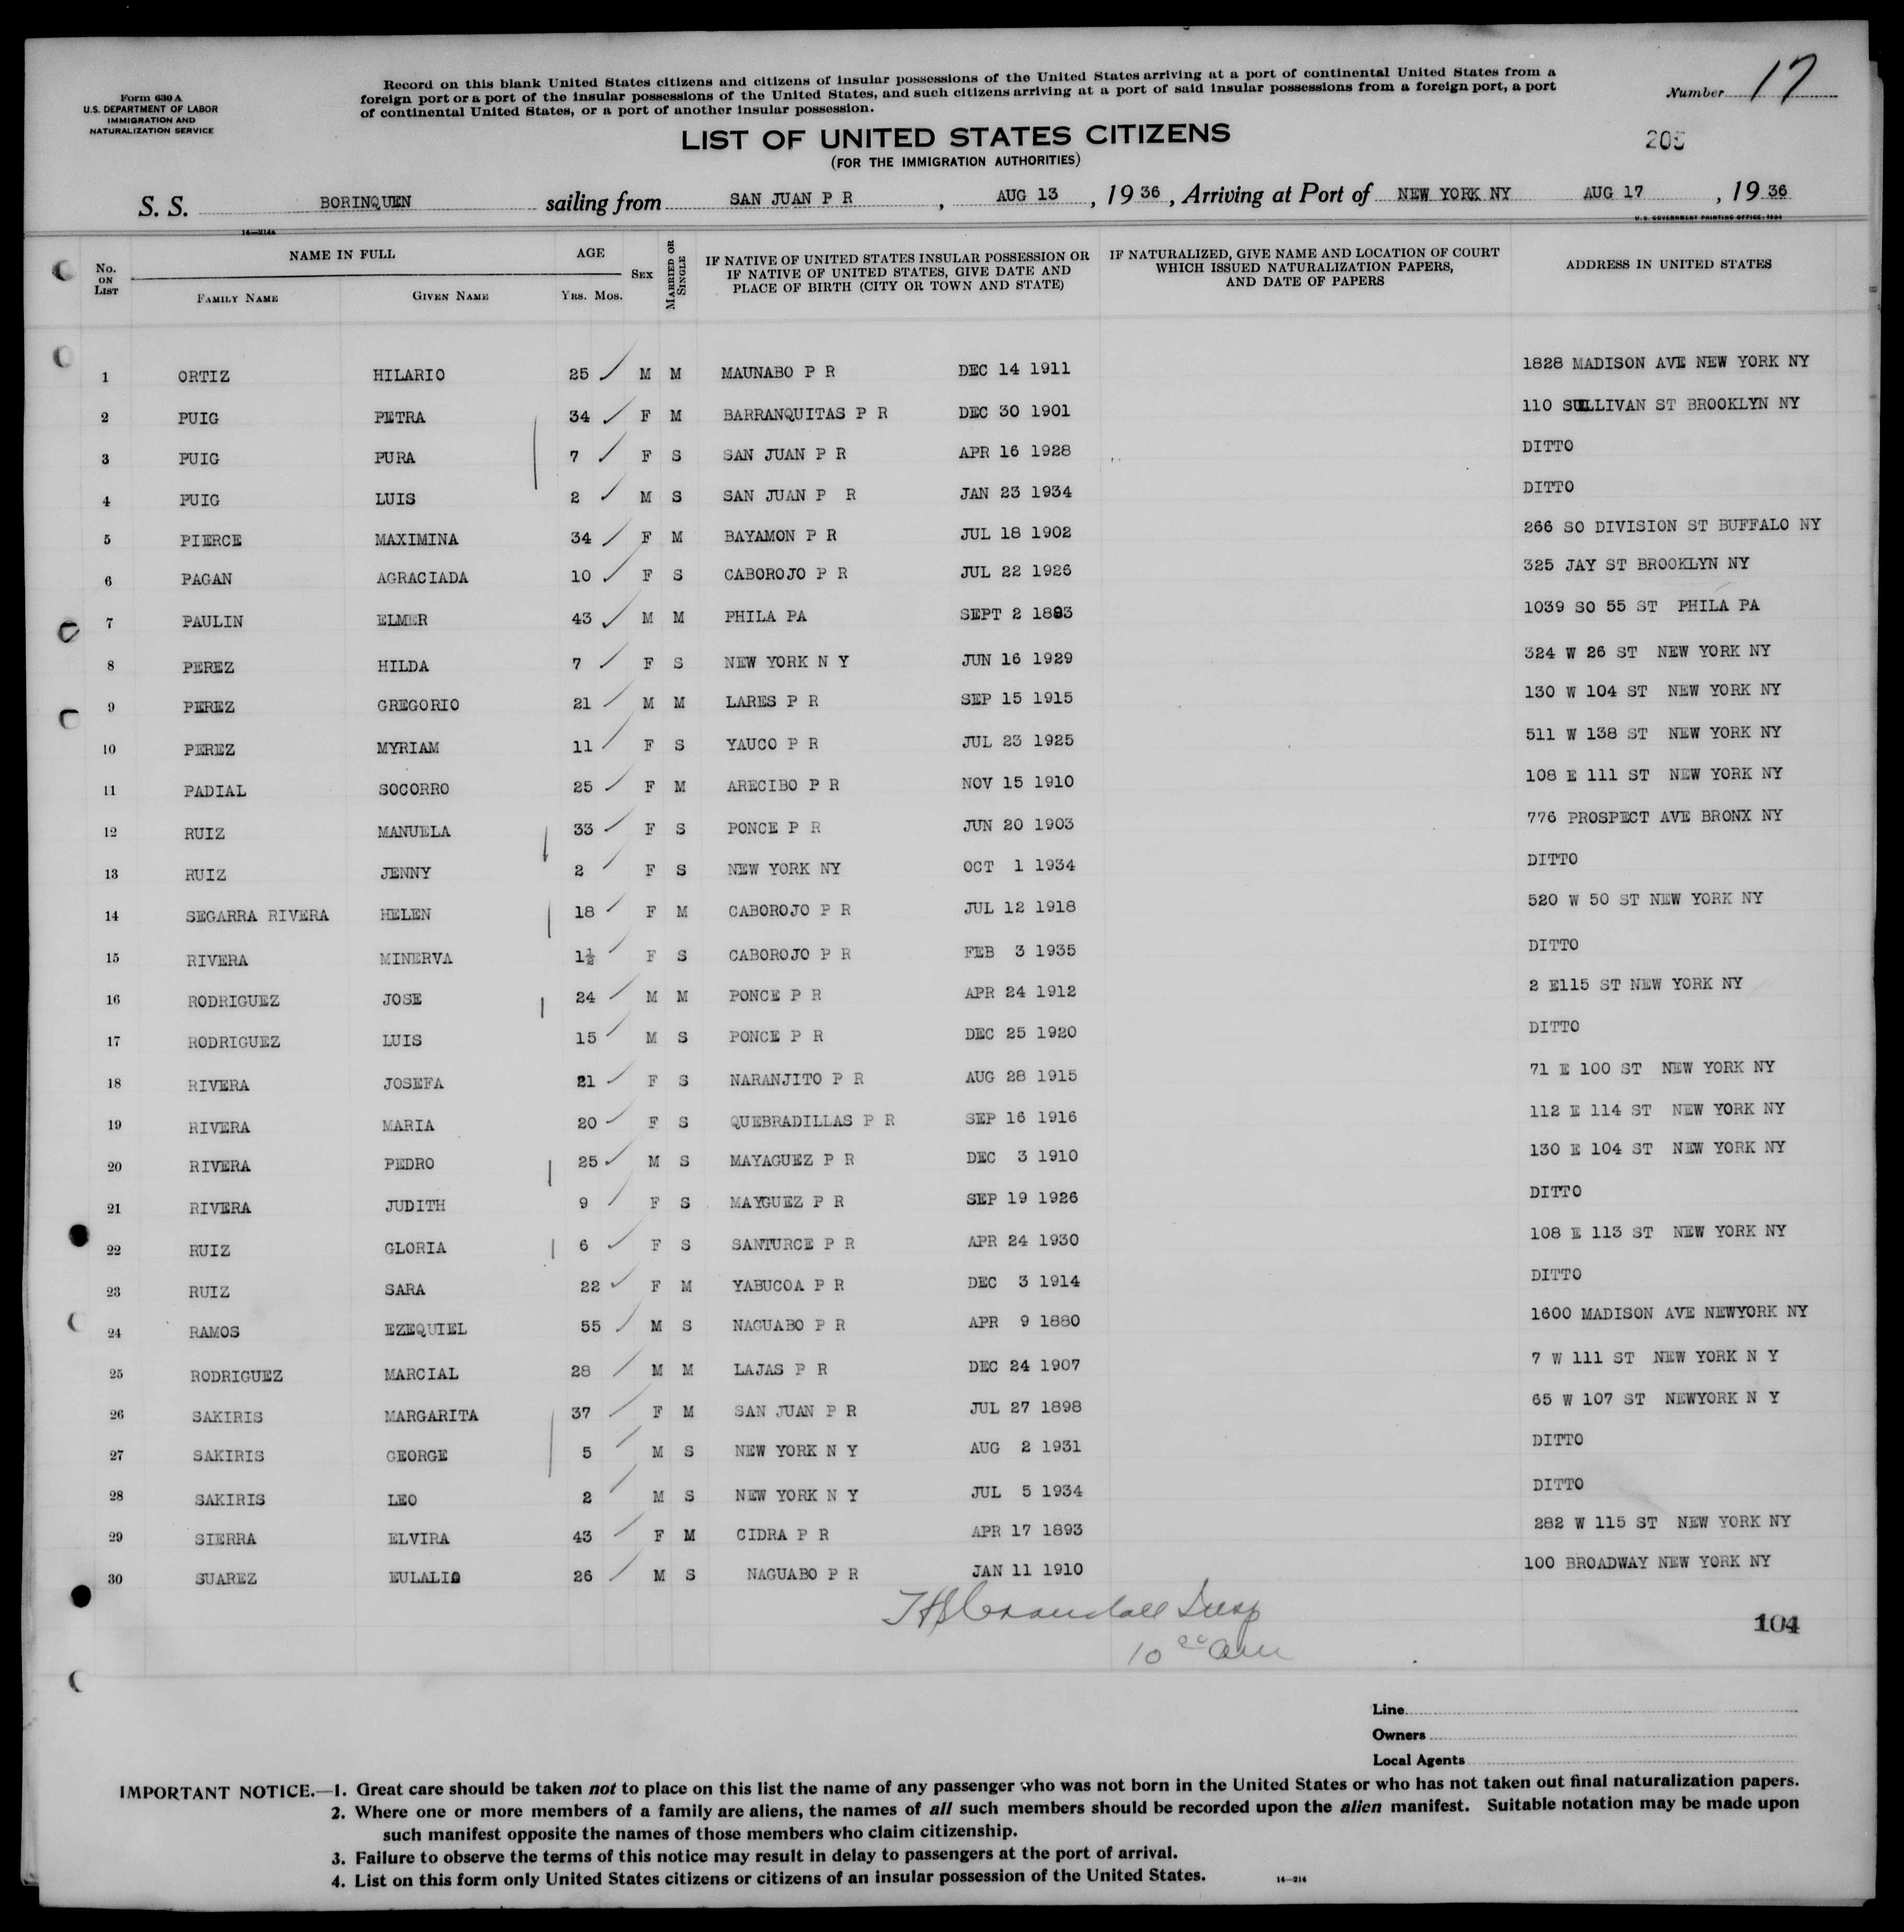 Form 630 A
U.S. DEPARTMENT OF LABOR
IMMIGRATION AND
NATURALIZATION SERVICE
Record on this blank United States citizens and citizens of insular possessions of the United States arriving at a port of continental United States from a
foreign port or a port of the insular possessions of the United States, and such citizens arriving at a port of said insular possessions from a foreign port, a port
of continental United States, or a port of another insular possession.
Number 17
LIST OF UNITED STATES CITIZENS
(FOR THE IMMIGRATION AUTHORITIES)
205
S. S. BORINQUEN sailing from SAN JUAN P R , AUG 13 , 1936 , Arriving at Port of NEW YORK NY AUG 17 , 1936
U. S. GOVERNMENT PRINTING OFFICE: 1934
14—214a
No. ON LIST NAME IN FULL FAMILY NAME GIVEN NAME AGE YRS. MOS. SEX MARRIED OR SINGLE IF NATIVE OF UNITED STATES INSULAR POSSESSION OR IF NATIVE OF UNITED STATES, GIVE DATE AND PLACE OF BIRTH (CITY OR TOWN AND STATE) IF NATURALIZED, GIVE NAME AND LOCATION OF COURT WHICH ISSUED NATURALIZATION PAPERS, AND DATE OF PAPERS ADDRESS IN UNITED STATES
1 ORTIZ HILARIO 25 M M MAUNABO P R DEC 14 1911 1828 MADISON AVE NEW YORK NY
2 PUIG PETRA 34 F M BARRANQUITAS P R DEC 30 1901 110 SULLIVAN ST BROOKLYN NY
3 PUIG PURA 7 F S SAN JUAN P R APR 16 1928 DITTO
4 PUIG LUIS 2 M S SAN JUAN P R JAN 23 1934 DITTO
5 PIERCE MAXIMINA 34 F M BAYAMON P R JUL 18 1902 266 SO DIVISION ST BUFFALO NY
6 PAGAN AGRACIADA 10 F S CABOROJO P R JUL 22 1926 325 JAY ST BROOKLYN NY
7 PAULIN ELMER 43 M M PHILA PA SEPT 2 1893 1039 SO 55 ST PHILA PA
8 PEREZ HILDA 7 F S NEW YORK N Y JUN 16 1929 324 W 26 ST NEW YORK NY
9 PEREZ GREGORIO 21 M M LARES P R SEP 15 1915 130 W 104 ST NEW YORK NY
10 PEREZ MYRIAM 11 F S YAUCO P R JUL 23 1925 511 W 138 ST NEW YORK NY
11 PADIAL SOCORRO 25 F M ARECIBO P R NOV 15 1910 108 E 111 ST NEW YORK NY
12 RUIZ MANUELA 33 F S PONCE P R JUN 20 1903 776 PROSPECT AVE BRONX NY
13 RUIZ JENNY 2 F S NEW YORK NY OCT 1 1934 DITTO
14 SEGARRA RIVERA HELEN 18 F M CABOROJO P R JUL 12 1918 520 W 50 ST NEW YORK NY
15 RIVERA MINERVA 1½ F S CABOROJO P R FEB 3 1935 DITTO
16 RODRIGUEZ JOSE 24 M M PONCE P R APR 24 1912 2 E115 ST NEW YORK NY
17 RODRIGUEZ LUIS 15 M S PONCE P R DEC 25 1920 DITTO
18 RIVERA JOSEFA 21 F S NARANJITO P R AUG 28 1915 71 E 100 ST NEW YORK NY
19 RIVERA MARIA 20 F S QUEBRADILLAS P R SEP 16 1916 112 E 114 ST NEW YORK NY
20 RIVERA PEDRO 25 M S MAYAGUEZ P R DEC 3 1910 130 E 104 ST NEW YORK NY
21 RIVERA JUDITH 9 F S MAYGUEZ P R SEP 19 1926 DITTO
22 RUIZ GLORIA 6 F S SANTURCE P R APR 24 1930 108 E 113 ST NEW YORK NY
23 RUIZ SARA 22 F M YABUCOA P R DEC 3 1914 DITTO
24 RAMOS EZEQUIEL 55 M S NAGUABO P R APR 9 1880 1600 MADISON AVE NEWYORK NY
25 RODRIGUEZ MARCIAL 28 M M LAJAS P R DEC 24 1907 7 W 111 ST NEW YORK N Y
26 SAKIRIS MARGARITA 37 F M SAN JUAN P R JUL 27 1898 65 W 107 ST NEWYORK N Y
27 SAKIRIS GEORGE 5 M S NEW YORK N Y AUG 2 1931 DITTO
28 SAKIRIS LEO 2 M S NEW YORK N Y JUL 5 1934 DITTO
29 SIERRA ELVIRA 43 F M CIDRA P R APR 17 1893 282 W 115 ST NEW YORK NY
30 SUAREZ EULALIO 26 M S NAGUABO P R JAN 11 1910 100 BROADWAY NEW YORK NY
Crandall Insp
10 00 am
104
Line
Owners
Local Agents
IMPORTANT NOTICE.—1. Great care should be taken not to place on this list the name of any passenger who was not born in the United States or who has not taken out final naturalization papers.
2. Where one or more members of a family are aliens, the names of all such members should be recorded upon the alien manifest. Suitable notation may be made upon
such manifest opposite the names of those members who claim citizenship.
3. Failure to observe the terms of this notice may result in delay to passengers at the port of arrival.
4. List on this form only United States citizens or citizens of an insular possession of the United States.
14—214